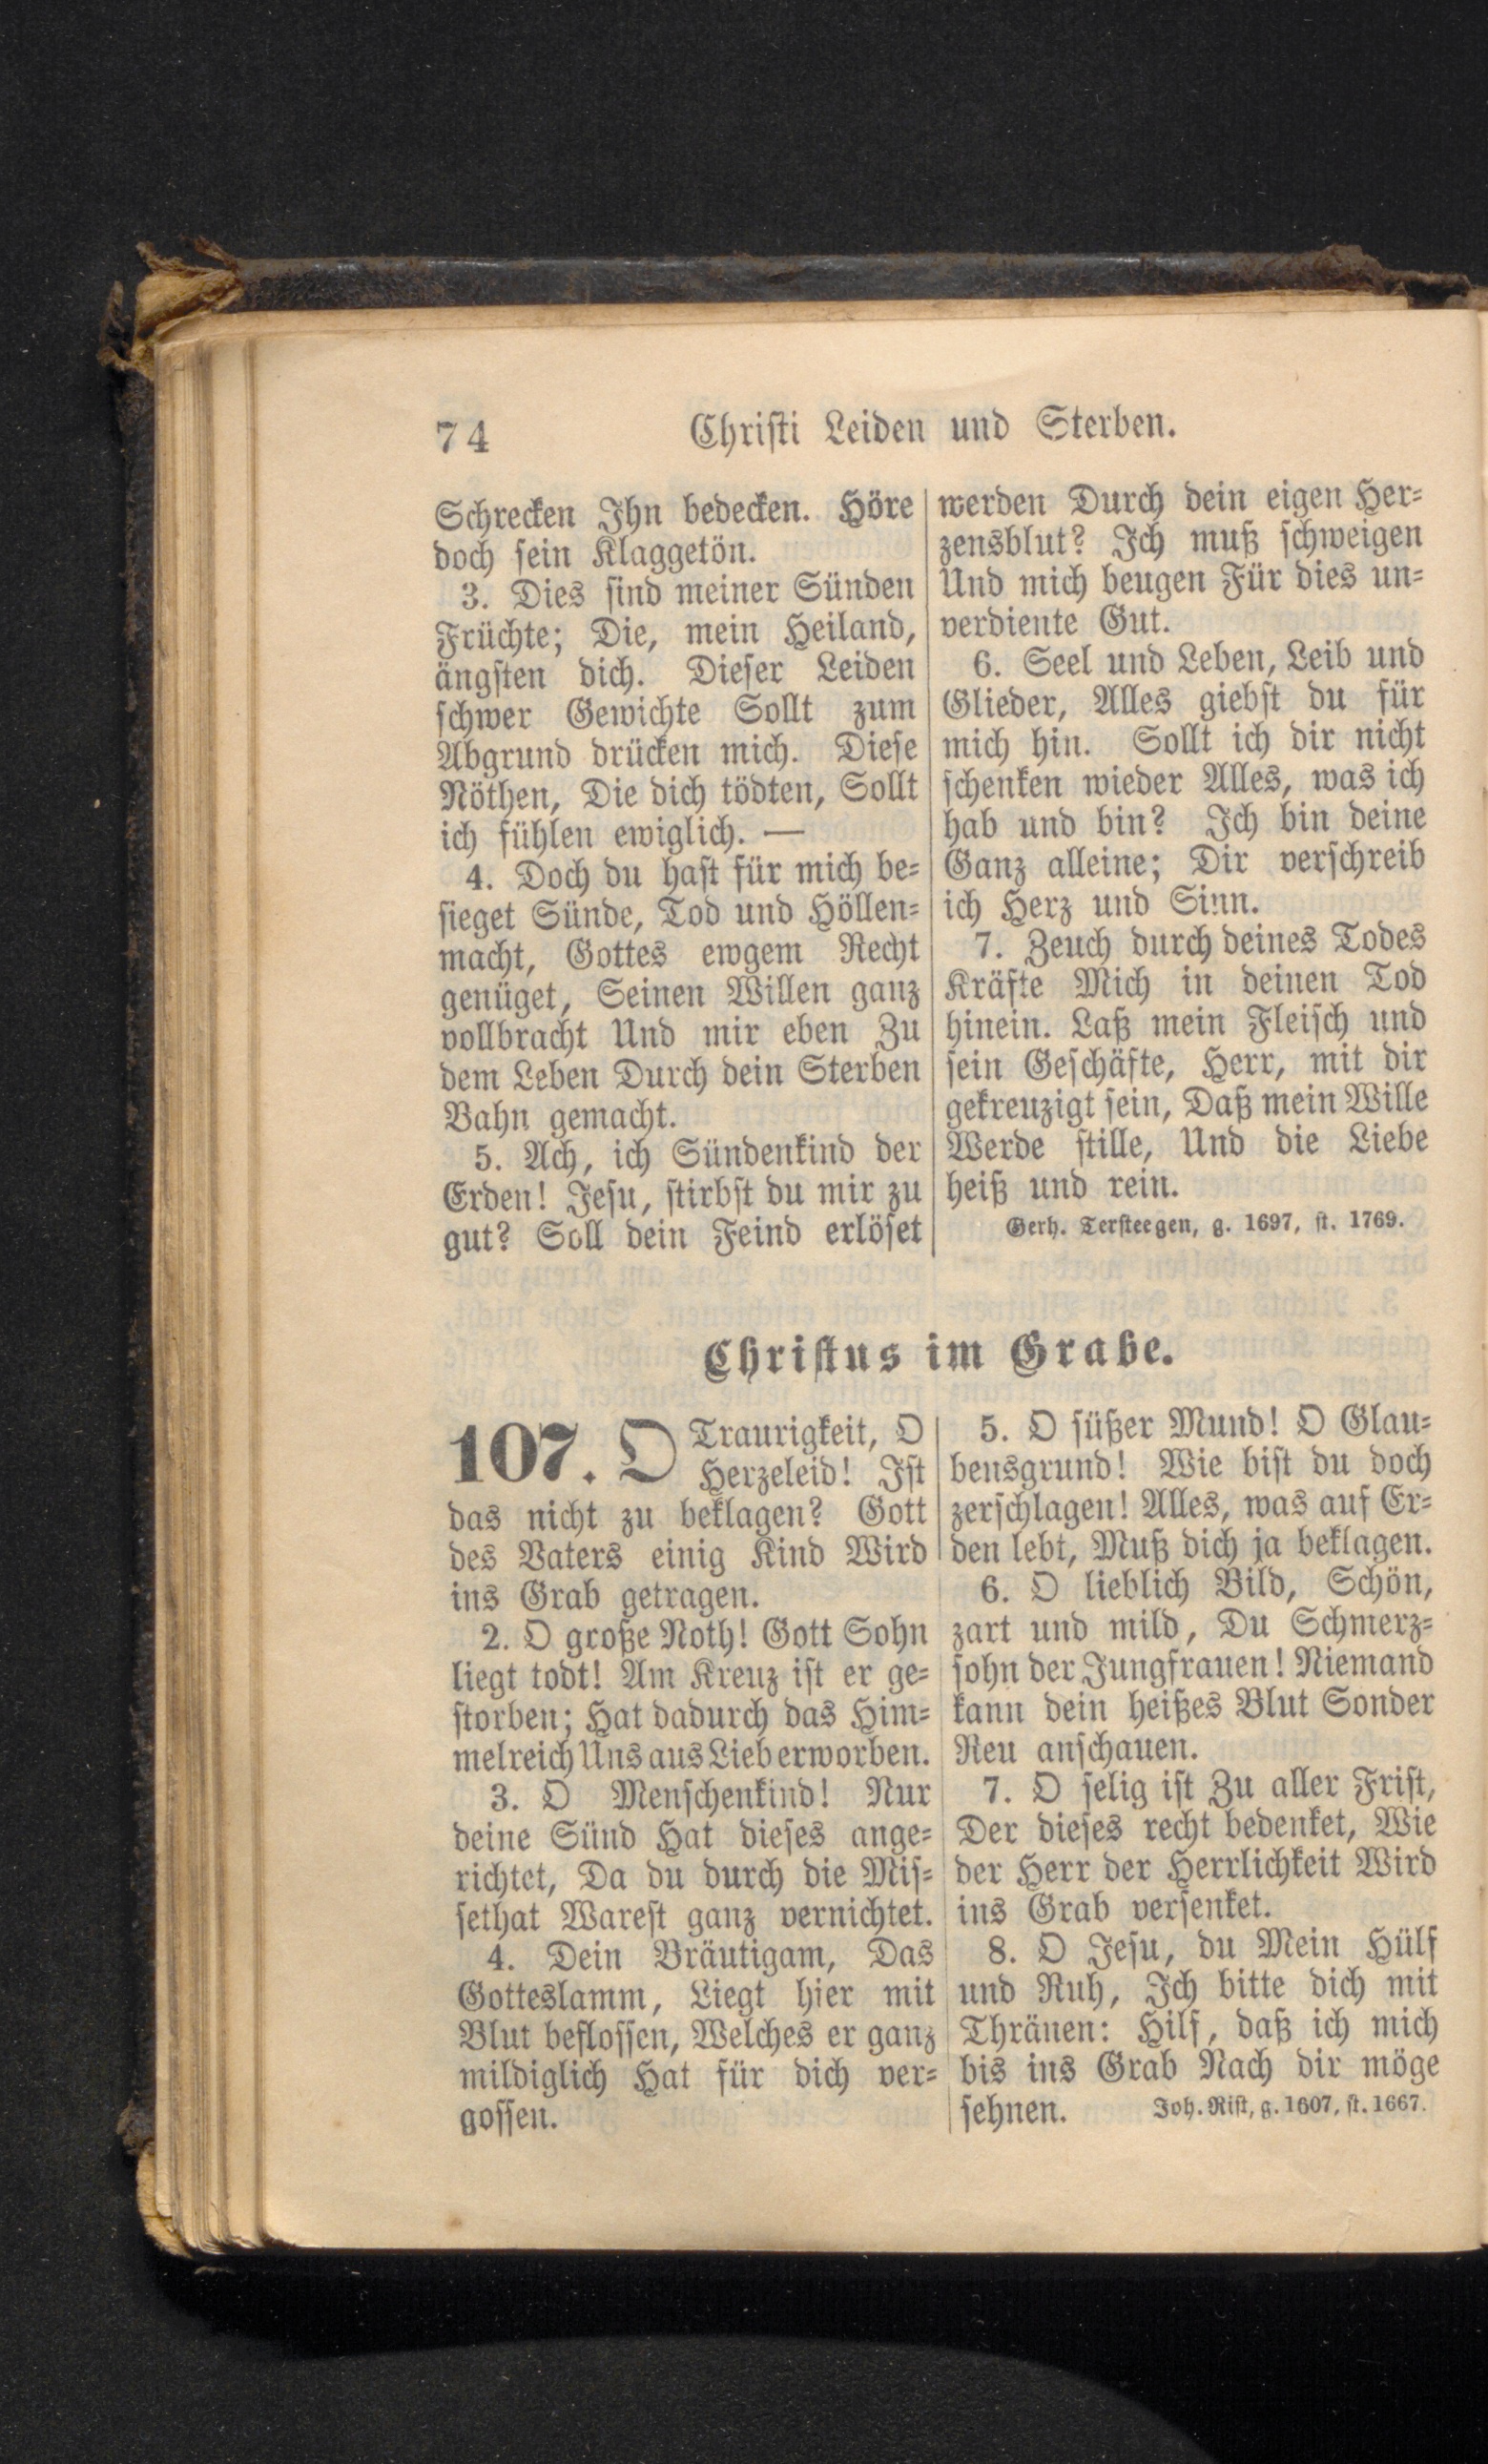 74
Christi Leiden und Sterben.
Schrecken Ihn bedecken. Höre
doch sein Klaggetön.
3. Dies sind meiner Sünden
Früchte; Die, mein Heiland,
ängsten dich. Dieser Leiden
schwer Gewichte Sollt zum
Abgrund drücken mich. Diese
Nöthen, Die dich tödten, Sollt
ich fühlen ewiglich. —
4. Doch du hast für mich be-
sieget Sünde, Tod und Höllen-
macht, Gottes ewgem Recht
genüget, Seinen Willen ganz
vollbracht Und mir eben Zu
dem Leben Durch dein Sterben
Bahn gemacht.
5. Ach, ich Sündenkind der
Erden! Jesu, stirbst du mir zu
gut? Soll dein Feind erlöset
werden Durch dein eigen Her-
zensblut? Ich muß schweigen
Und mich beugen Für dies un-
verdiente Gut.
6. Seel und Leben, Leib und
Glieder, Alles giebst du für
mich hin. Sollt ich dir nicht
schenken wieder Alles, was ich
hab und bin? Ich bin deine
Ganz alleine; Dir verschreib
ich Herz und Sinn.
7. Zeuch durch deines Todes
Kräfte Mich in deinen Tod
hinein. Laß mein Fleisch und
sein Geschäfte, Herr, mit dir
gekreuzigt sein, Daß mein Wille
Werde stille, Und die Liebe
heiß und rein.
Gerh. Tersteegen, g. 1697, st. 1769.
Christus im Grabe.
107. O Traurigkeit, O
Herzeleid! Ist
das nicht zu beklagen? Gott
des Vaters einig Kind Wird
ins Grab getragen.
2. O große Noth! Gott Sohn
liegt todt! Am Kreuz ist er ge-
storben; Hat dadurch das Him-
melreich Uns aus Lieb erworben.
3. O Menschenkind! Nur
deine Sünd Hat dieses ange-
richtet, Da du durch die Mis-
sethat Warest ganz vernichtet.
4. Dein Bräutigam, Das
Gotteslamm, Liegt hier mit
Blut beflossen, Welches er ganz
mildiglich Hat für dich ver-
gossen.
5. O süßer Mund! O Glau-
bensgrund! Wie bist du doch
zerschlagen! Alles, was auf Er-
den lebt, Muß dich ja beklagen.
6. O lieblich Bild, Schön,
zart und mild, Du Schmerz-
sohn der Jungfrauen! Niemand
kann dein heißes Blut Sonder
Reu anschauen.
7. O selig ist Zu aller Frist,
Der dieses recht bedenket, Wie
der Herr der Herrlichkeit Wird
ins Grab versenket.
8. O Jesu, du Mein Hülf
und Ruh, Ich bitte dich mit
Thränen: Hilf, daß ich mich
bis ins Grab Nach dir möge
sehnen. Joh. Rist, g. 1607, st. 1667.